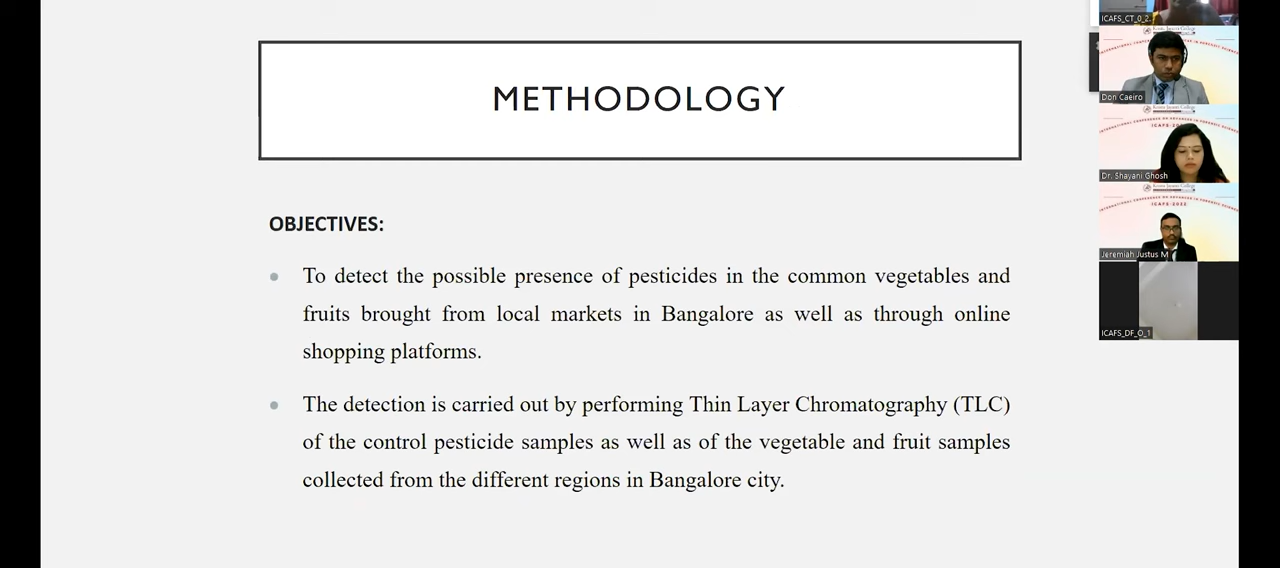 METHODOLOGY
OBJECTIVES:
To detect the possible presence of pesticides in the common vegetables and
fruits brought from local markets in Bangalore as well as through online
shopping platforms.
The detection is carried out by performing Thin Layer Chromatography (TLC)
of the control pesticide samples as well as of the vegetable and fruit samples
collected from the different regions in Bangalore city.
ICAFS_CT_0_2
Don Caeiro
Dr. Shayani Ghosh
ICAFS-2022
Jeremiah Justus M
ICAFS_DF_O_1